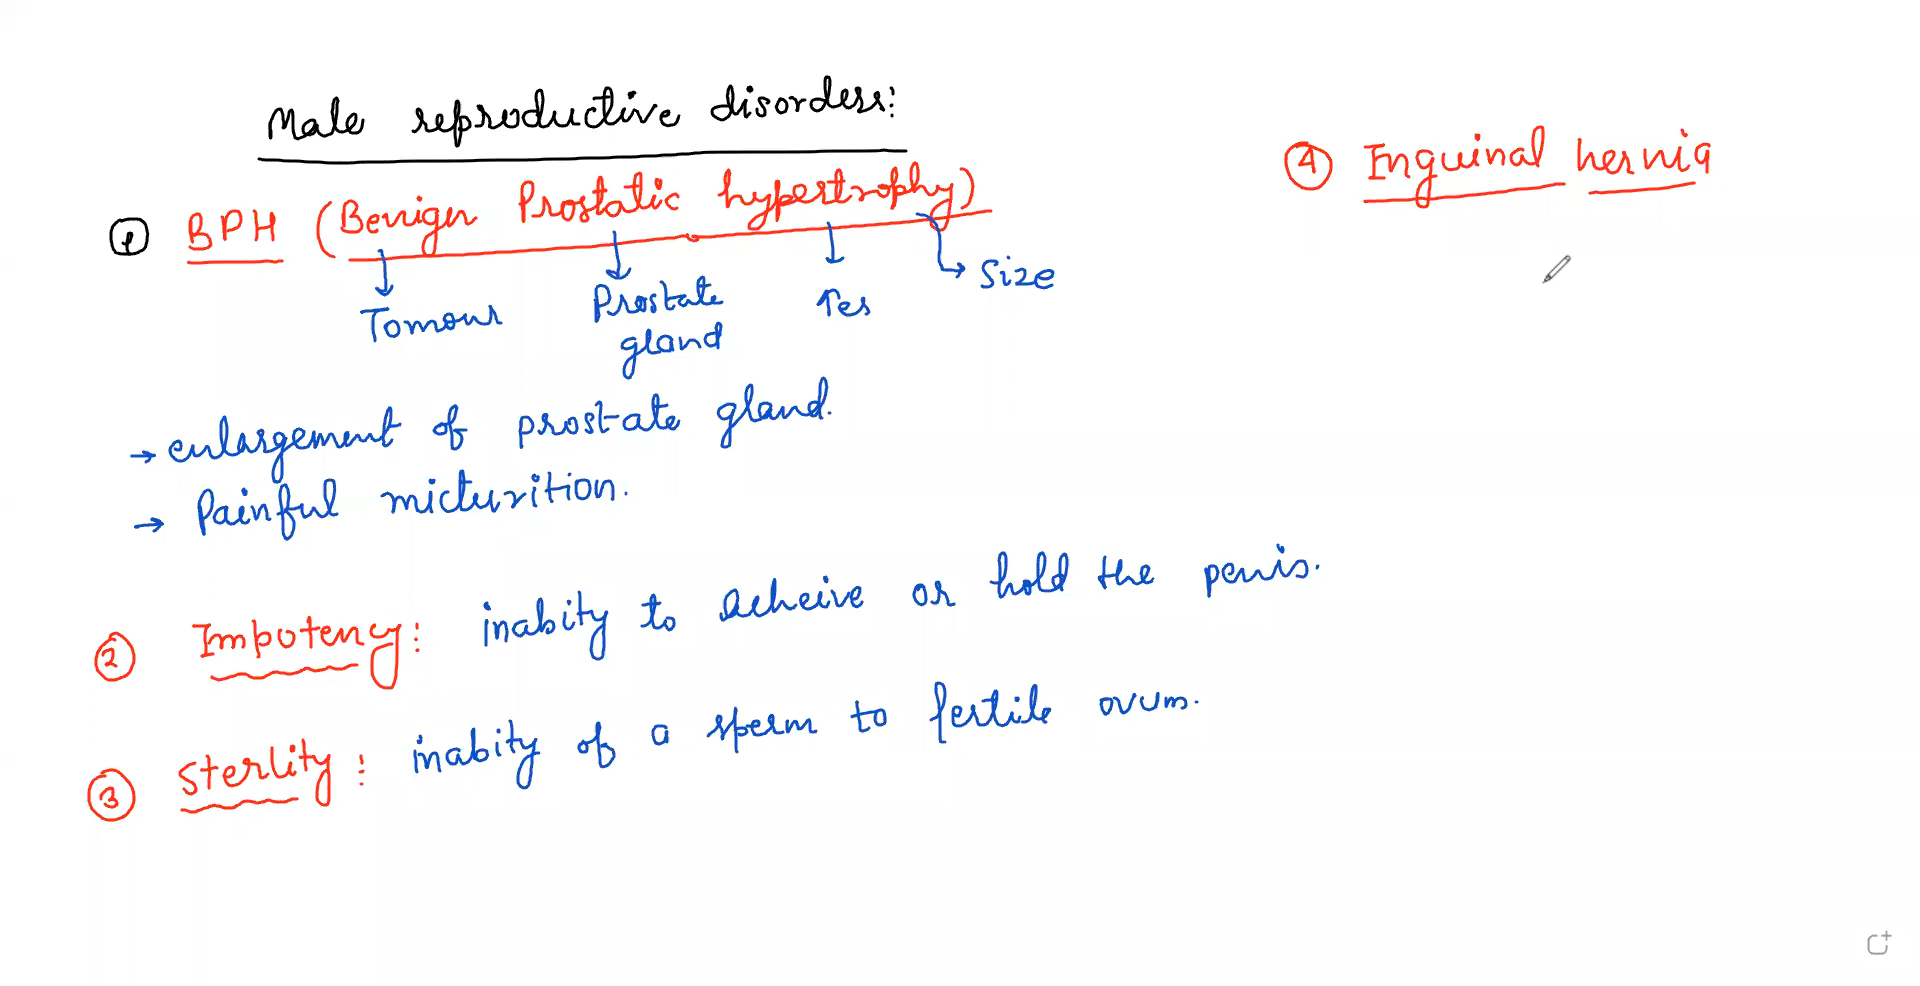 Male reproductive disorders:
1 BPH (Benign Prostatic hypertrophy)
Tomour
Prostate
gland
↑es
Size
→ enlargement of prostate gland.
→ Painful micturition.
2 Impotency: inabity to acheive or hold the penis.
3 Sterlity: inabity of a sperm to fertile ovum.
4 Inguinal hernia